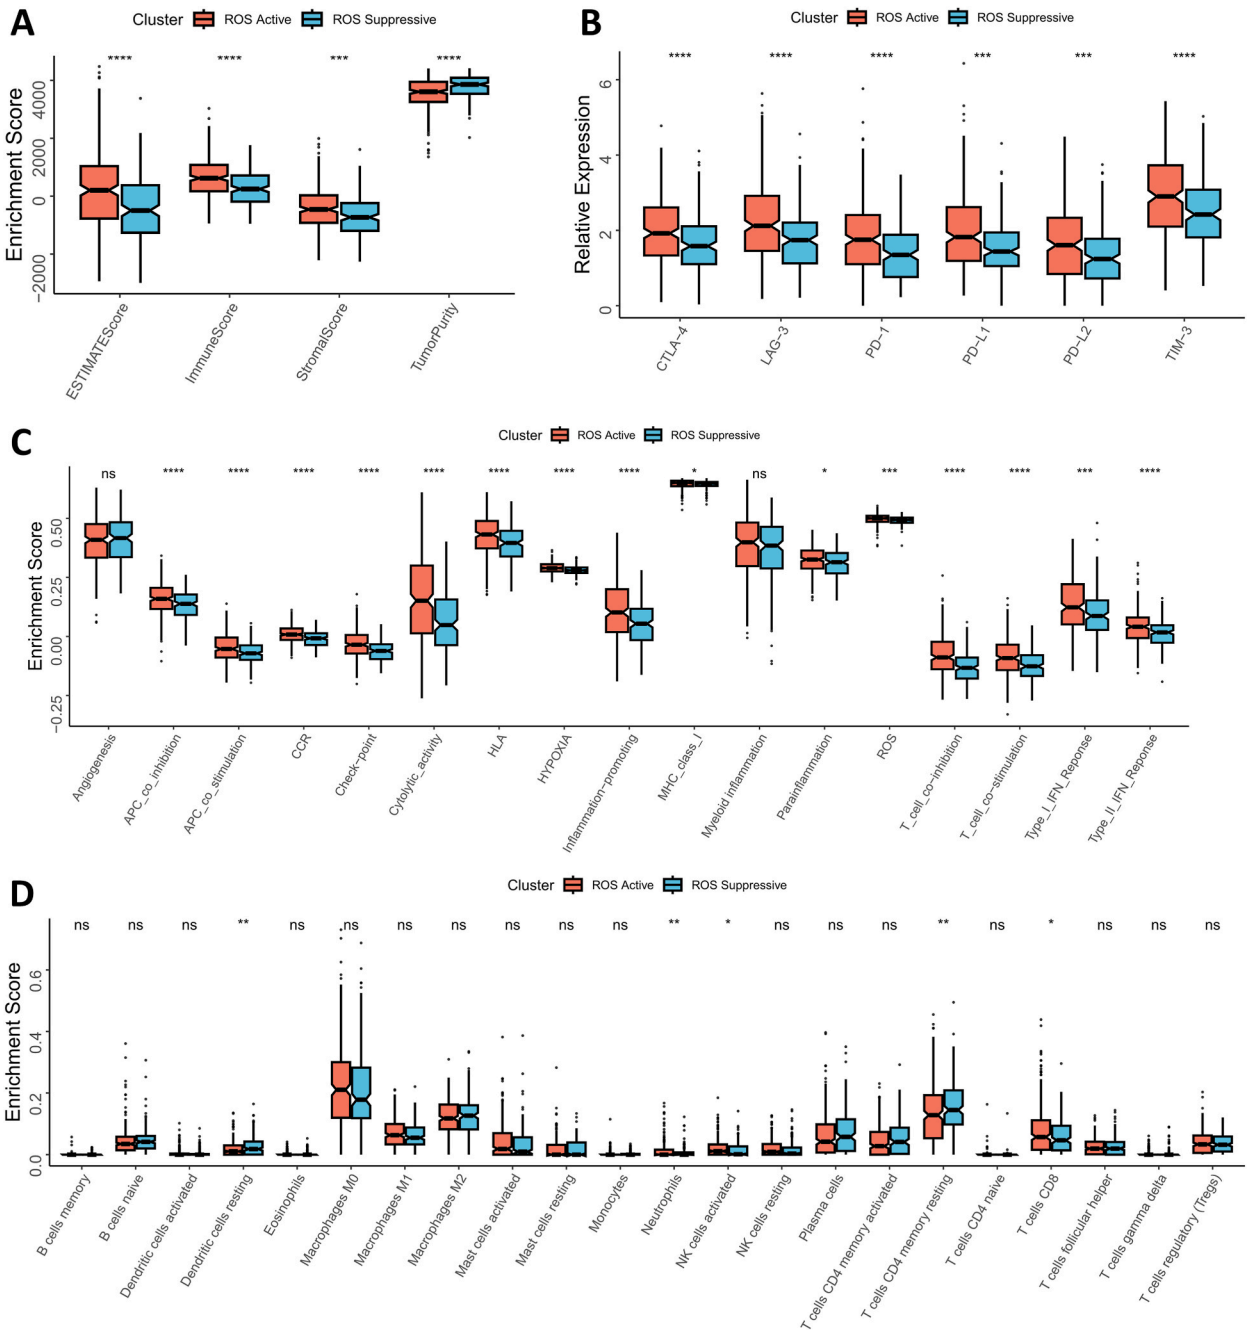 A
Cluster ROS Active ROS Suppressive
**** **** *** ****
Enrichment Score
4000
2000
0
−2000
ESTIMATEScore
ImmuneScore
StromalScore
TumorPurity
B
Cluster ROS Active ROS Suppressive
**** **** **** *** *** ****
Relative Expression
6
4
2
0
CTLA−4
LAG−3
PD−1
PD−L1
PD−L2
TIM−3
C
Cluster ROS Active ROS Suppressive
ns **** **** **** **** **** **** **** **** * ns * *** **** **** *** ****
Enrichment Score
0.50
0.25
0.00
−0.25
Angiogenesis
APC_co_inhibition
APC_co_stimulation
CCR
Check−point
Cytolytic_activity
HLA
HYPOXIA
Inflammation−promoting
MHC_class_I
Myeloid inflammation
Parainflammation
ROS
T_cell_co−inhibition
T_cell_co−stimulation
Type_I_IFN_Reponse
Type_II_IFN_Reponse
D
Cluster ROS Active ROS Suppressive
ns ns ns ** ns ns ns ns ns ns ns ** * ns ns ns ** ns * ns ns ns
Enrichment Score
0.6
0.4
0.2
0.0
B cells memory
B cells naive
Dendritic cells activated
Dendritic cells resting
Eosinophils
Macrophages M0
Macrophages M1
Macrophages M2
Mast cells activated
Mast cells resting
Monocytes
Neutrophils
NK cells activated
NK cells resting
Plasma cells
T cells CD4 memory activated
T cells CD4 memory resting
T cells CD4 naive
T cells CD8
T cells follicular helper
T cells gamma delta
T cells regulatory (Tregs)